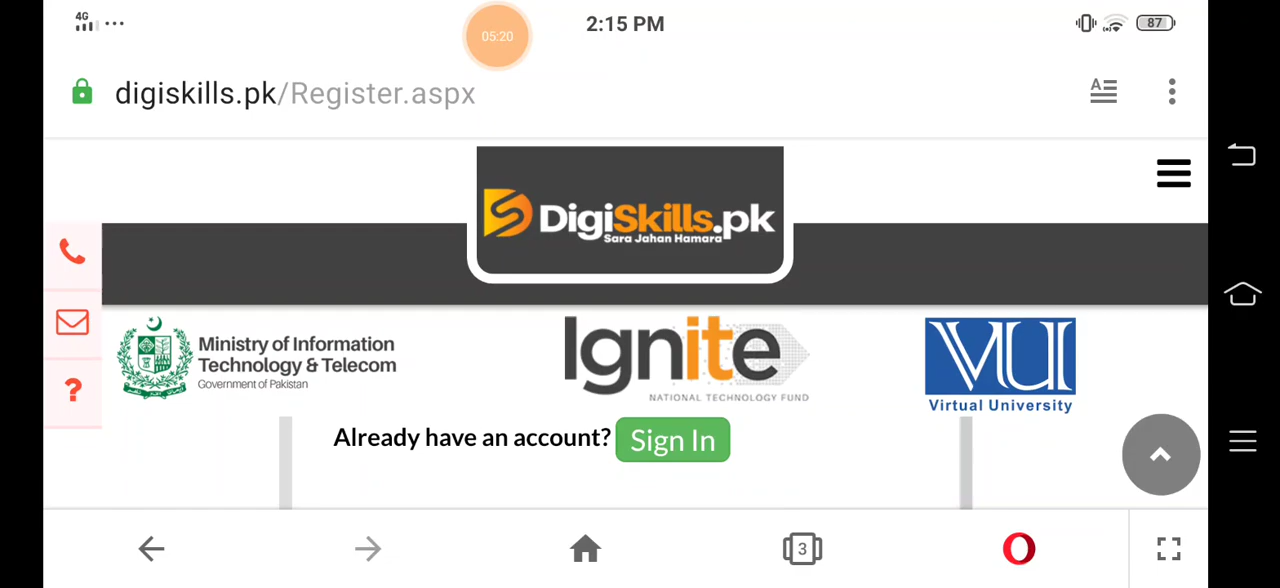 4G
05:20
2:15 PM
87
digiskills.pk/Register.aspx
A
DigiSkills.pk
Sara Jahan Hamara
Ministry of Information
Technology & Telecom
Government of Pakistan
Ignite
NATIONAL TECHNOLOGY FUND
VU
Virtual University
?
Already have an account? Sign In
3